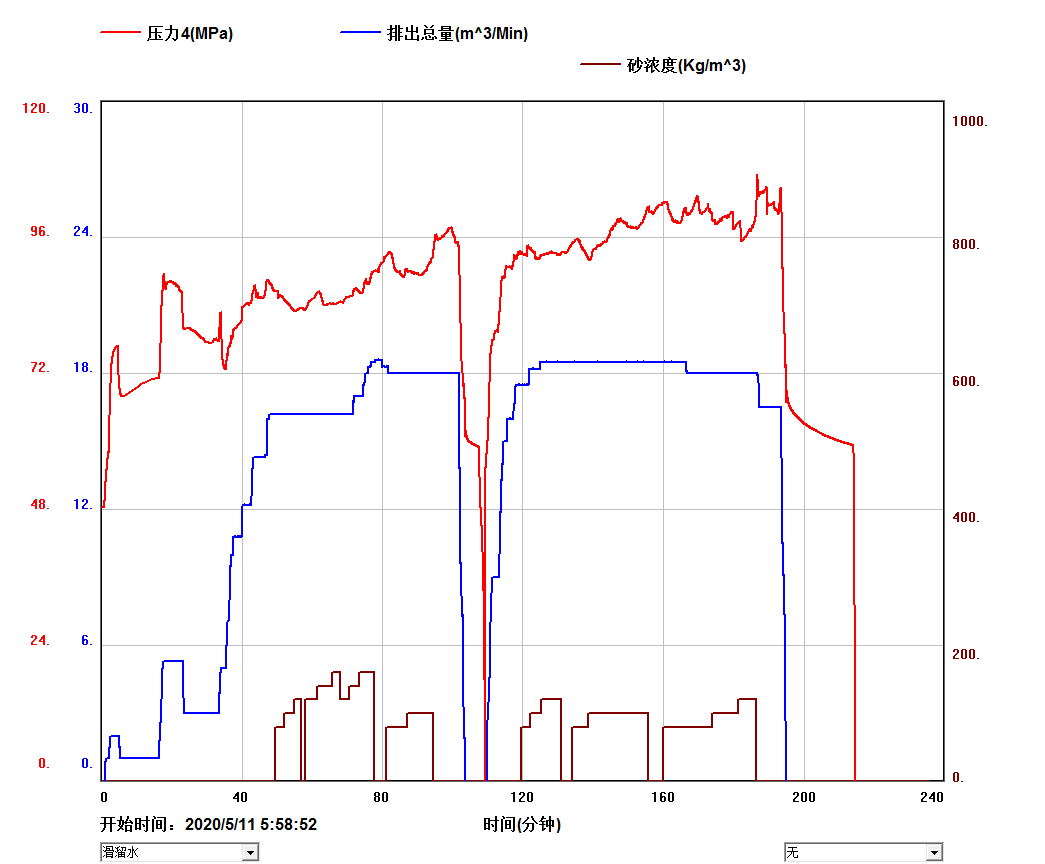 压力4(MPa) 排出总量(m^3/Min)
砂浓度(Kg/m^3)
120. 30. 1000.
96. 24. 800.
72. 18. 600.
48. 12. 400.
24. 6. 200.
0. 0. 0.
0 40 80 120 160 200 240
开始时间：2020/5/11 5:58:52 时间(分钟)
滑溜水 无